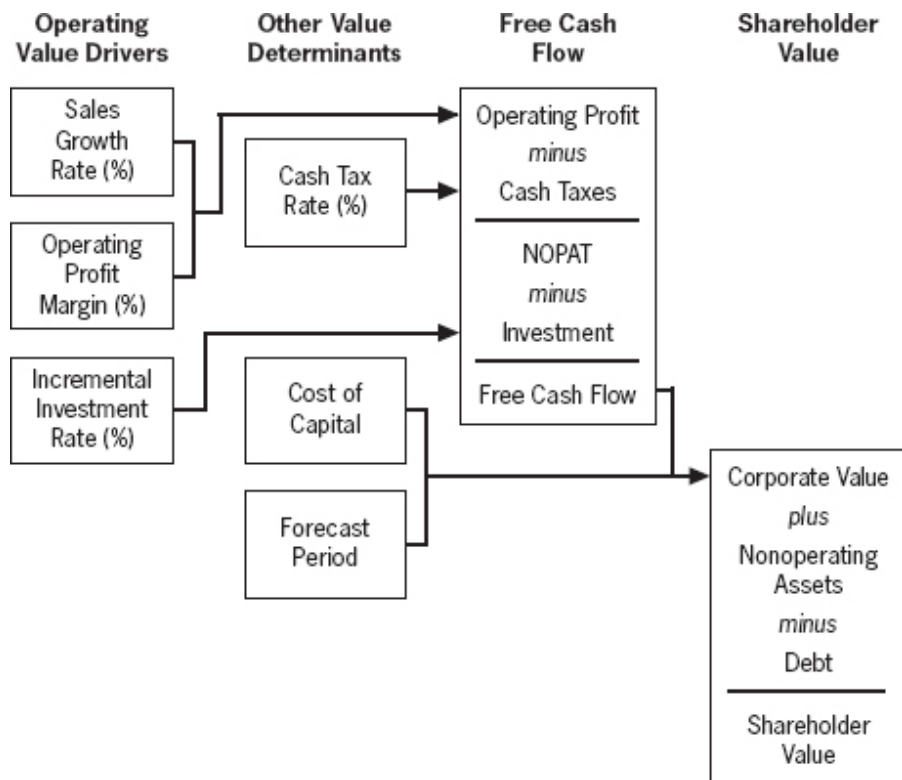 Operating
Value Drivers
Other Value
Determinants
Free Cash
Flow
Shareholder
Value
Sales
Growth
Rate (%)
Operating
Profit
Margin (%)
Incremental
Investment
Rate (%)
Cash Tax
Rate (%)
Cost of
Capital
Forecast
Period
Operating Profit
minus
Cash Taxes
NOPAT
minus
Investment
Free Cash Flow
Corporate Value
plus
Nonoperating
Assets
minus
Debt
Shareholder
Value